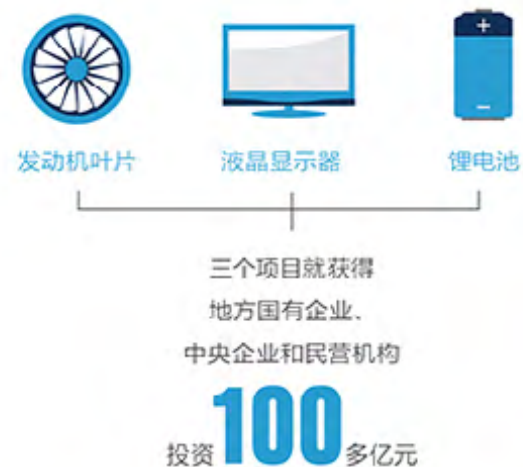 发动机叶片 液晶显示器 锂电池
三个项目就获得
地方国有企业、
中央企业和民营机构
投资100多亿元